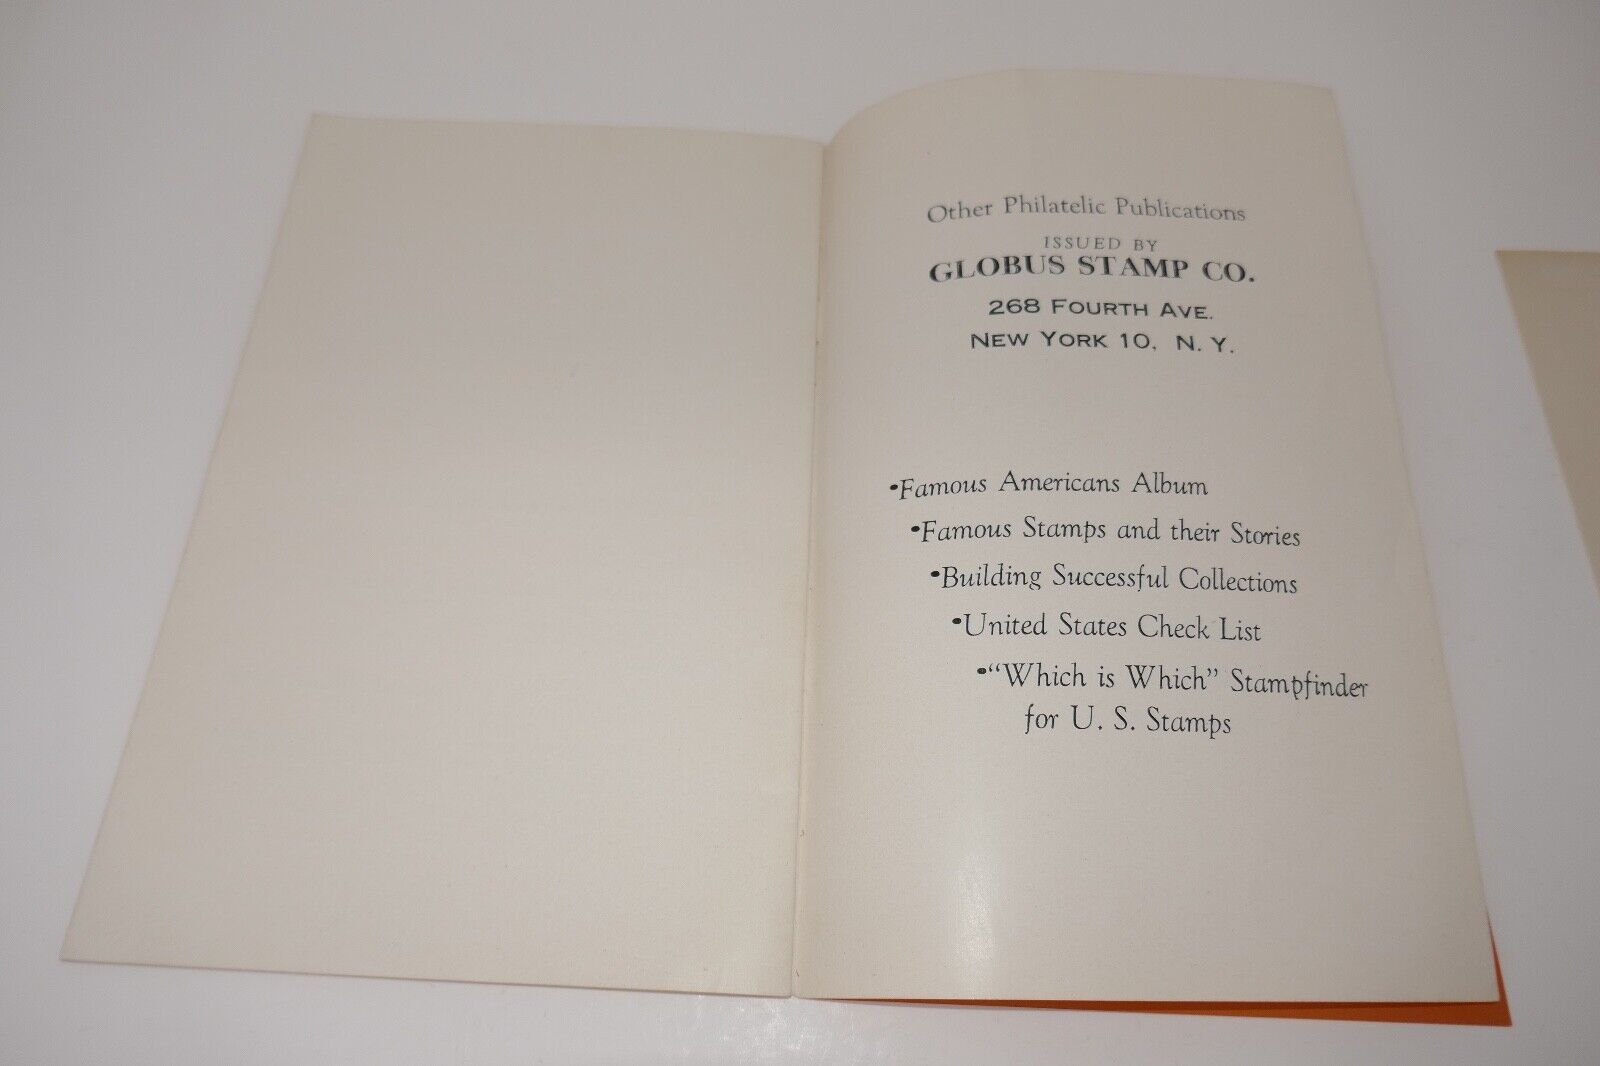 Other Philatelic Publications
ISSUED BY
GLOBUS STAMP CO.
268 FOURTH AVE.
NEW YORK 10, N. Y.
•Famous Americans Album
•Famous Stamps and their Stories
•Building Successful Collections
•United States Check List
•“Which is Which” Stampfinder
for U. S. Stamps